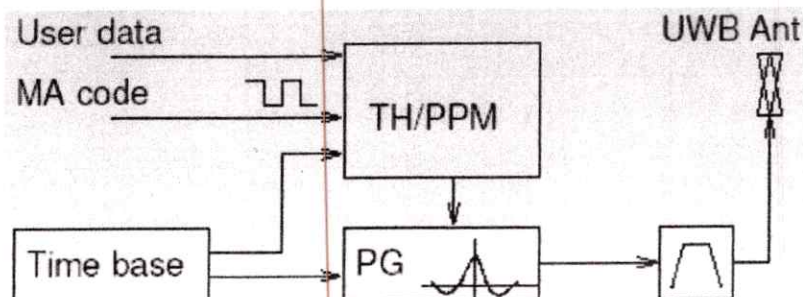 User data
UWB Ant
MA code
TH/PPM
Time base
PG